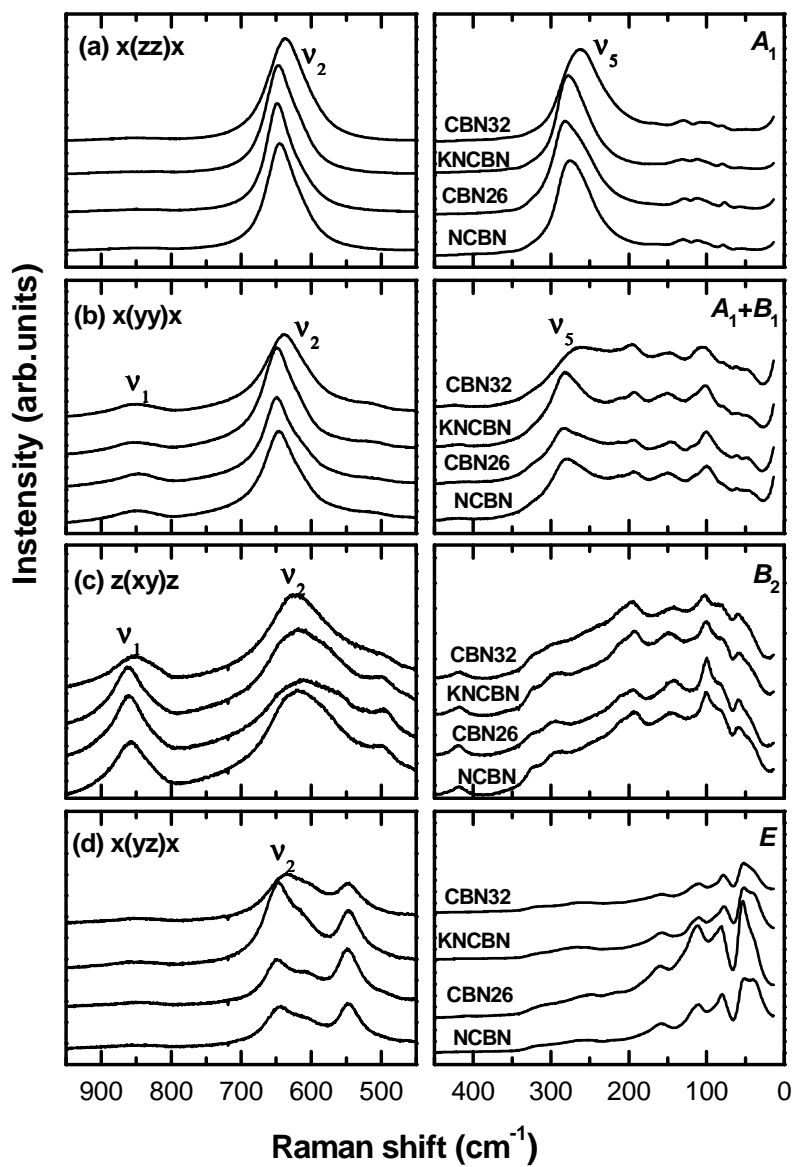 (a) x(zz)x
ν2
ν5
A1
CBN32
KNCBN
CBN26
NCBN
(b) x(yy)x
ν1
ν2
ν5
A1+B1
CBN32
KNCBN
CBN26
NCBN
(c) z(xy)z
ν1
ν2
B2
CBN32
KNCBN
CBN26
NCBN
(d) x(yz)x
ν2
E
CBN32
KNCBN
CBN26
NCBN
Instensity (arb.units)
900 800 700 600 500 400 300 200 100 0
Raman shift (cm-1)